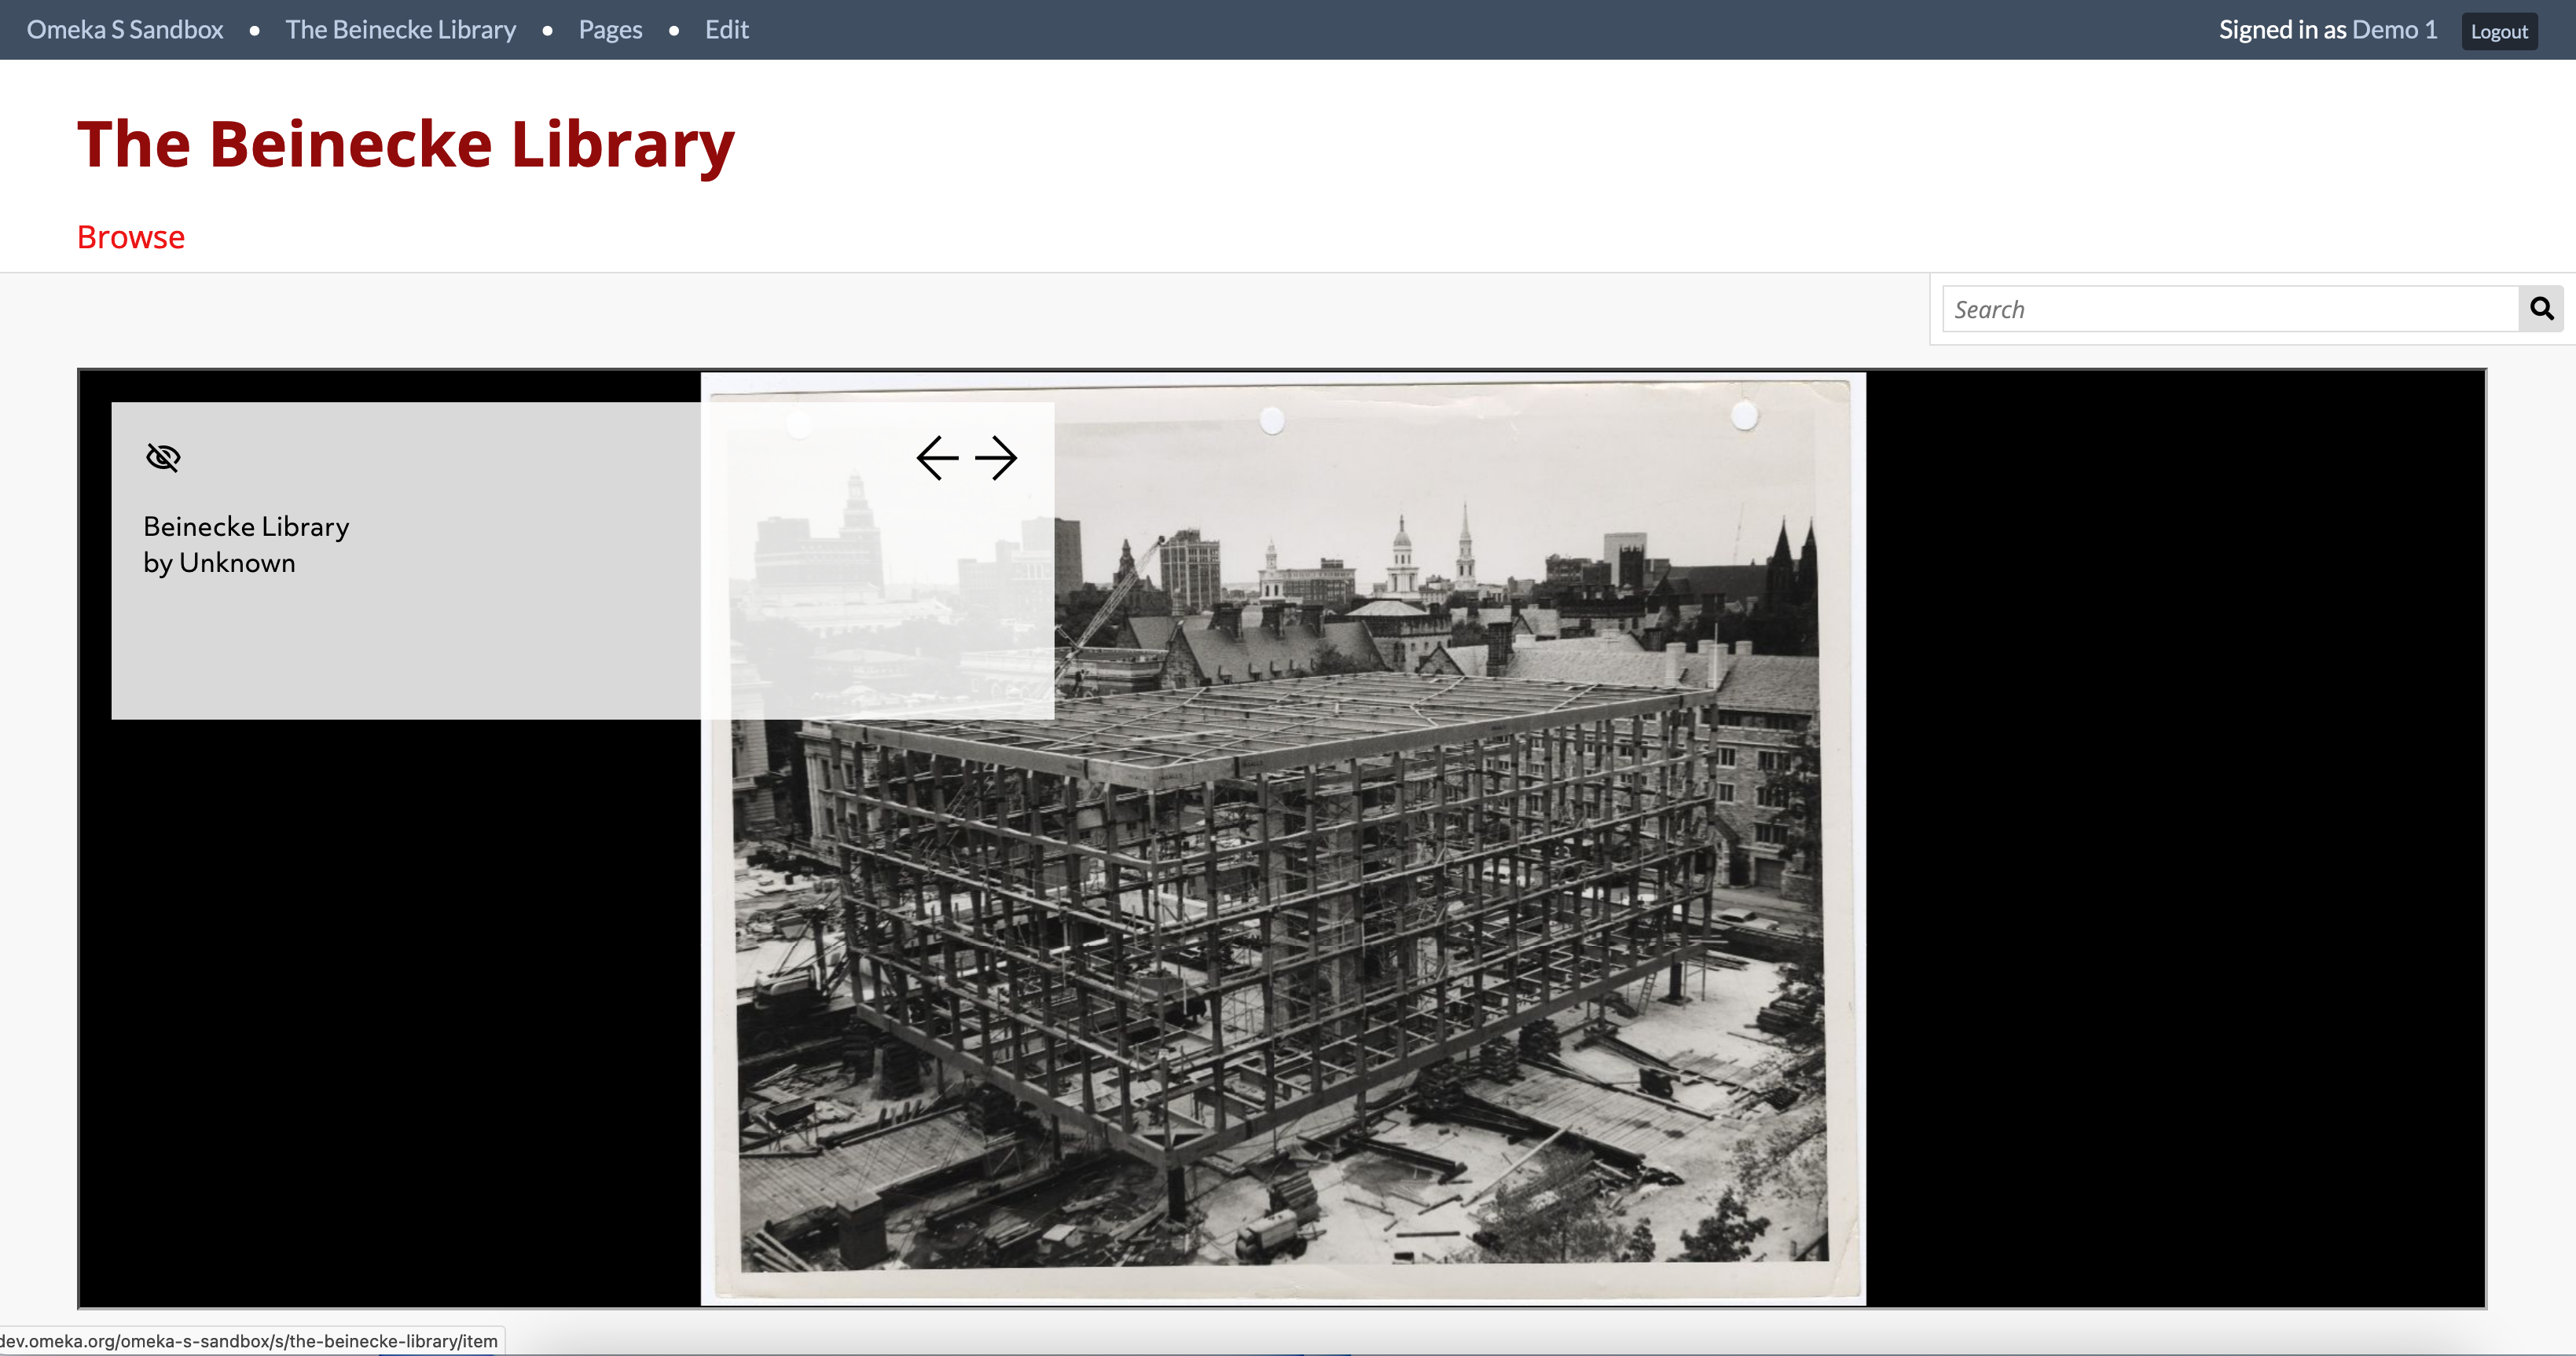 Omeka S Sandbox • The Beinecke Library • Pages • Edit
Signed in as Demo 1 Logout
The Beinecke Library
Browse
Search
Beinecke Library
by Unknown
dev.omeka.org/omeka-s-sandbox/s/the-beinecke-library/item